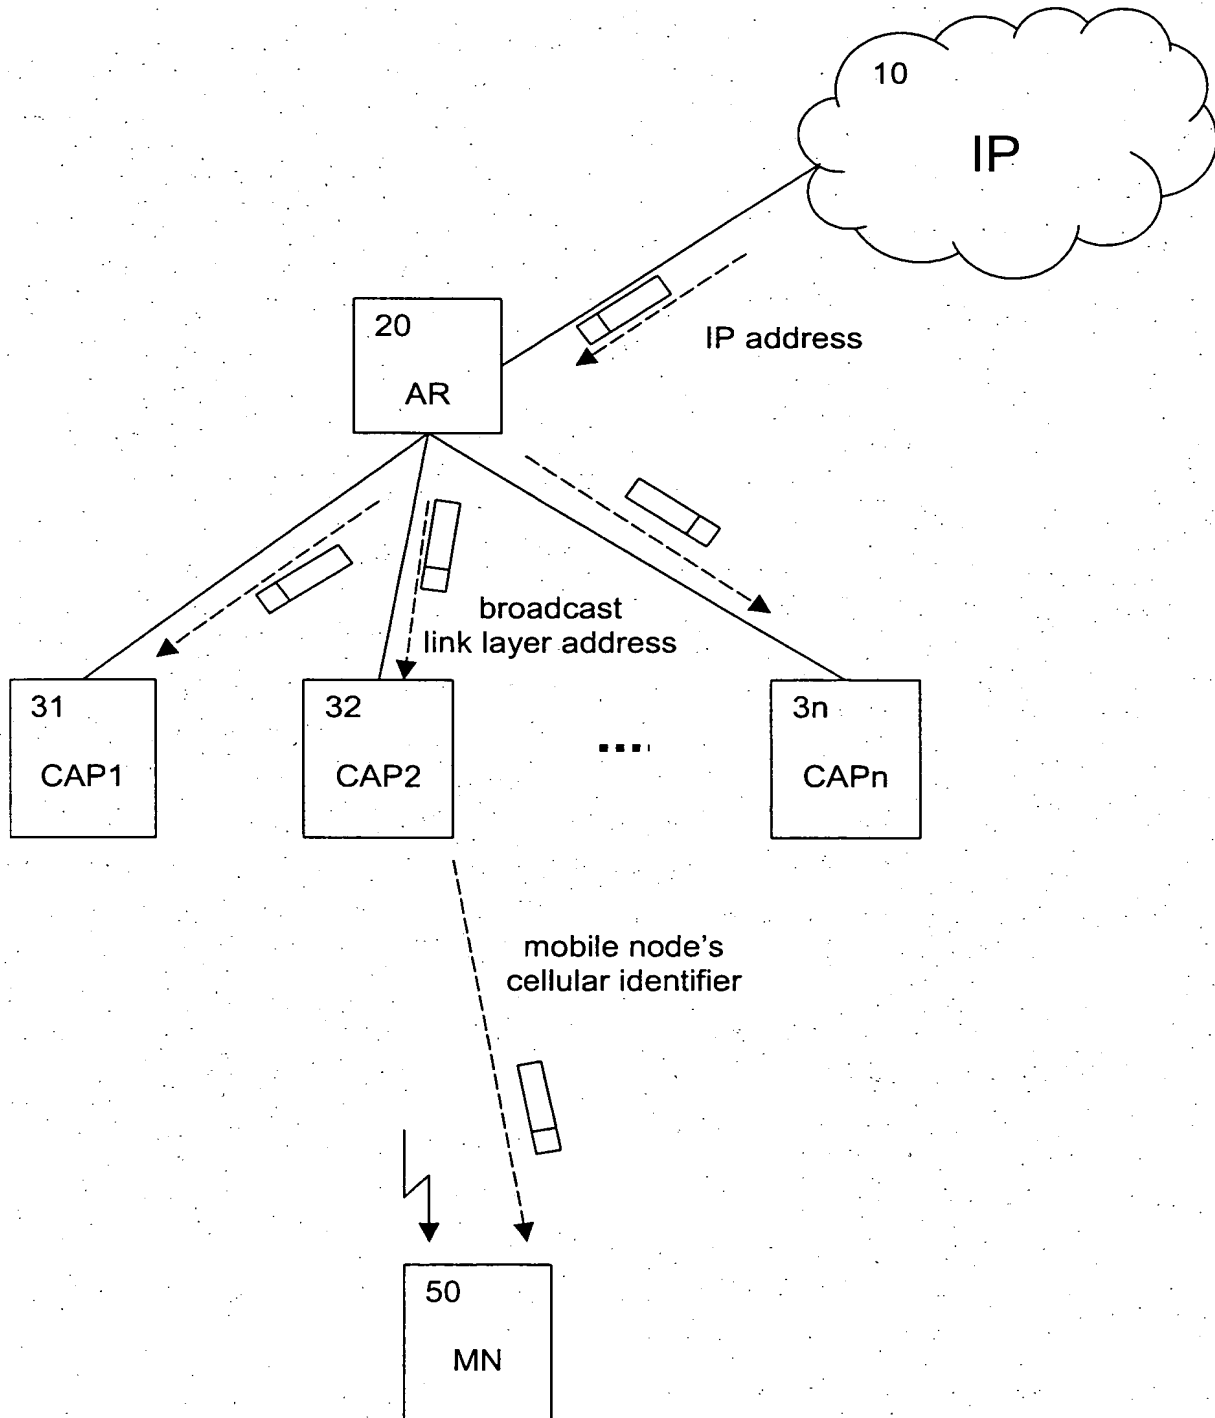 10
IP
20
AR
IP address
broadcast
link layer address
31
CAP1
32
CAP2
....
3n
CAPn
mobile node's
cellular identifier
50
MN